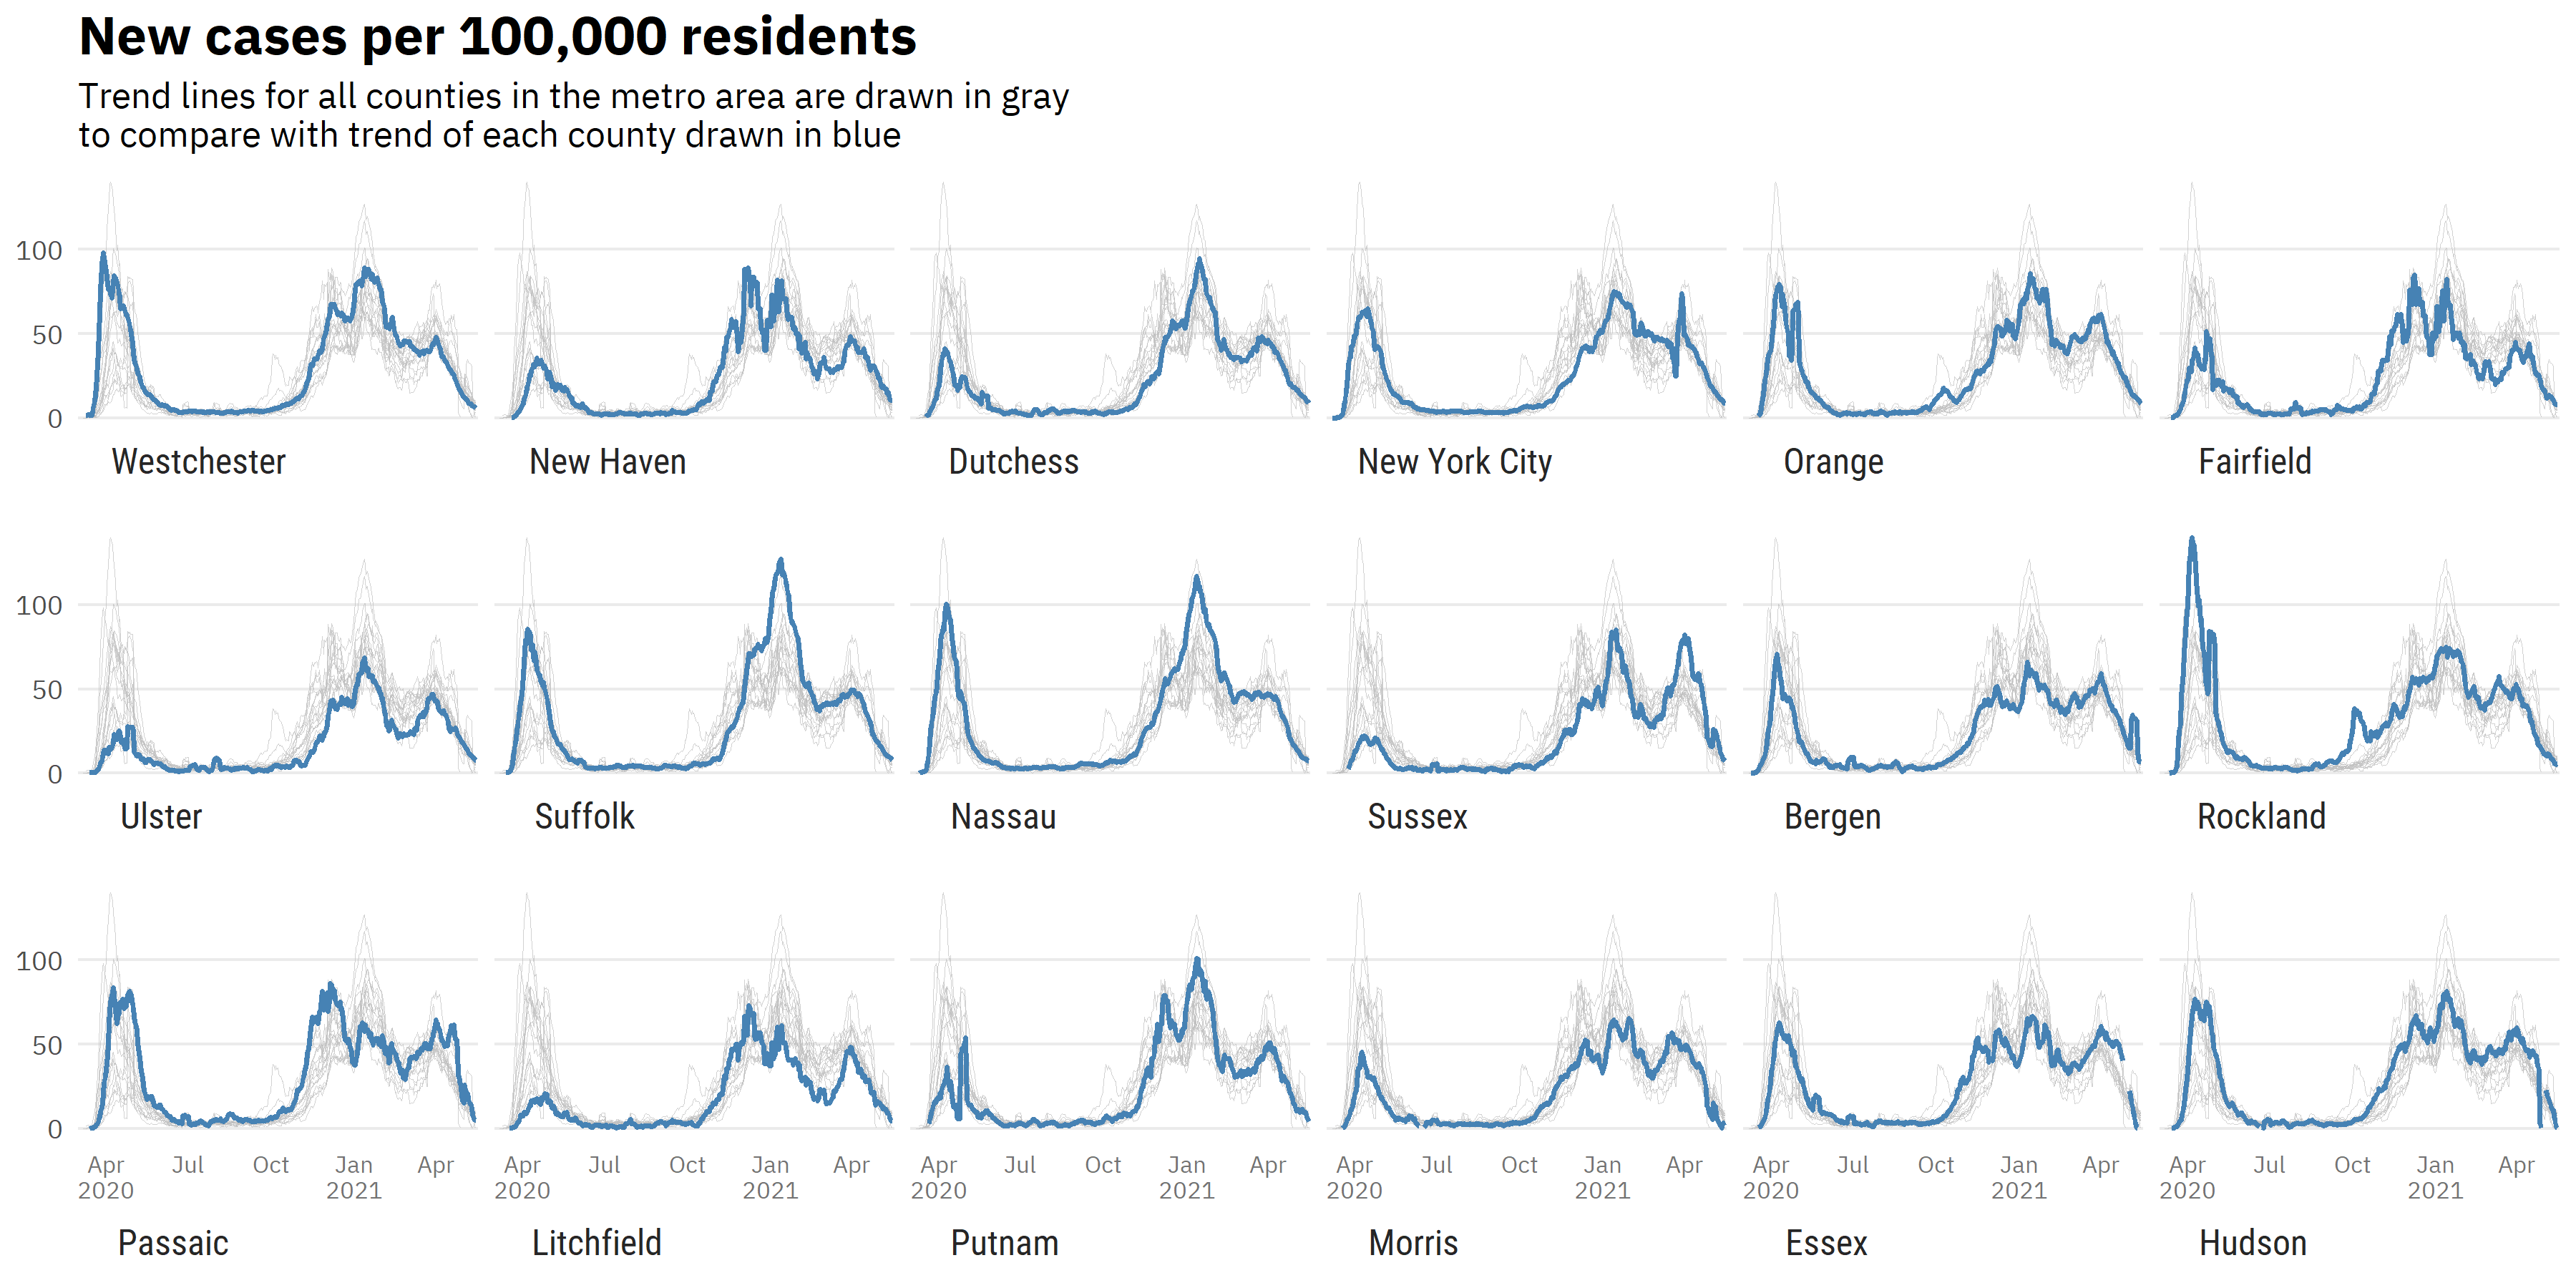 New cases per 100,000 residents
Trend lines for all counties in the metro area are drawn in gray
to compare with trend of each county drawn in blue
100
50
0
Westchester New Haven Dutchess New York City Orange Fairfield
100
50
0
Ulster Suffolk Nassau Sussex Bergen Rockland
100
50
0
Apr Jul Oct Jan Apr Apr Jul Oct Jan Apr Apr Jul Oct Jan Apr Apr Jul Oct Jan Apr Apr Jul Oct Jan Apr Apr Jul Oct Jan Apr
2020 2021 2020 2021 2020 2021 2020 2021 2020 2021 2020 2021
Passaic Litchfield Putnam Morris Essex Hudson